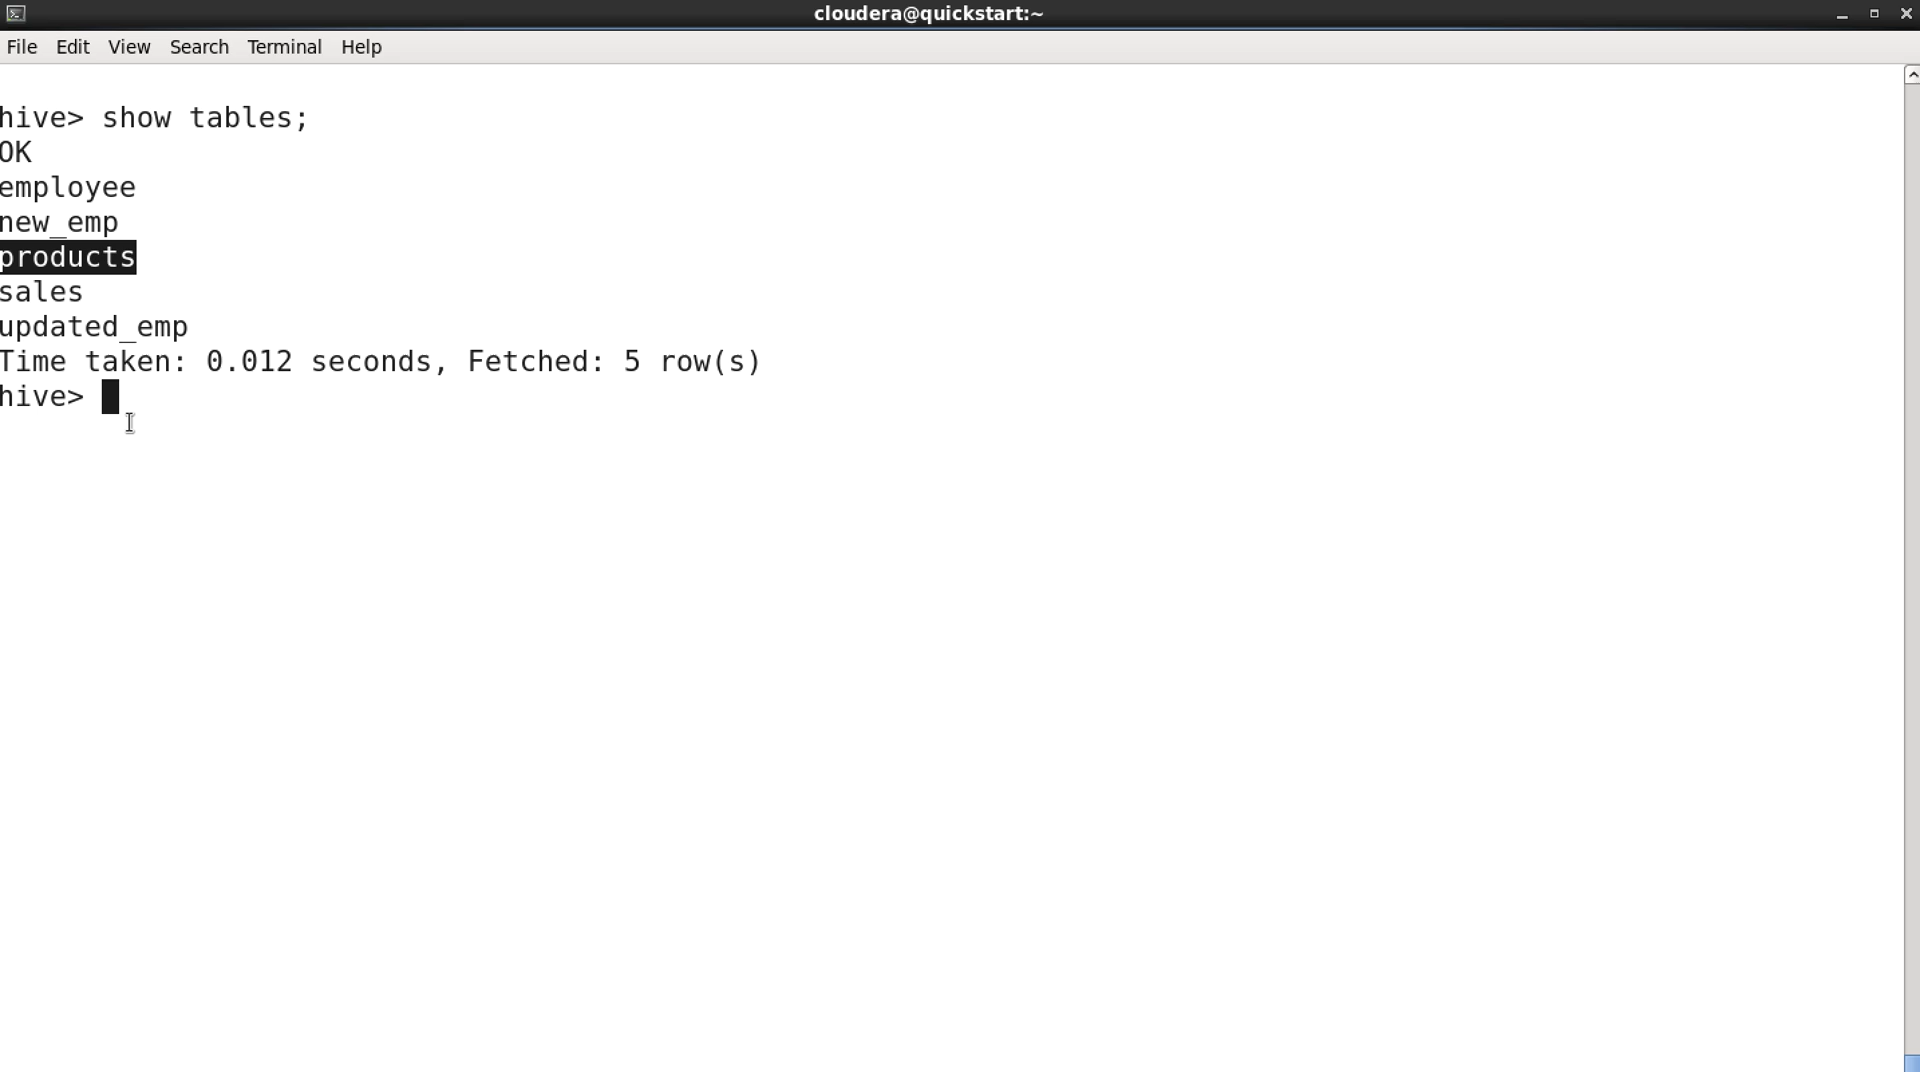 cloudera@quickstart:~
File Edit View Search Terminal Help
hive> show tables;
OK
employee
new_emp
products
sales
updated_emp
Time taken: 0.012 seconds, Fetched: 5 row(s)
hive>